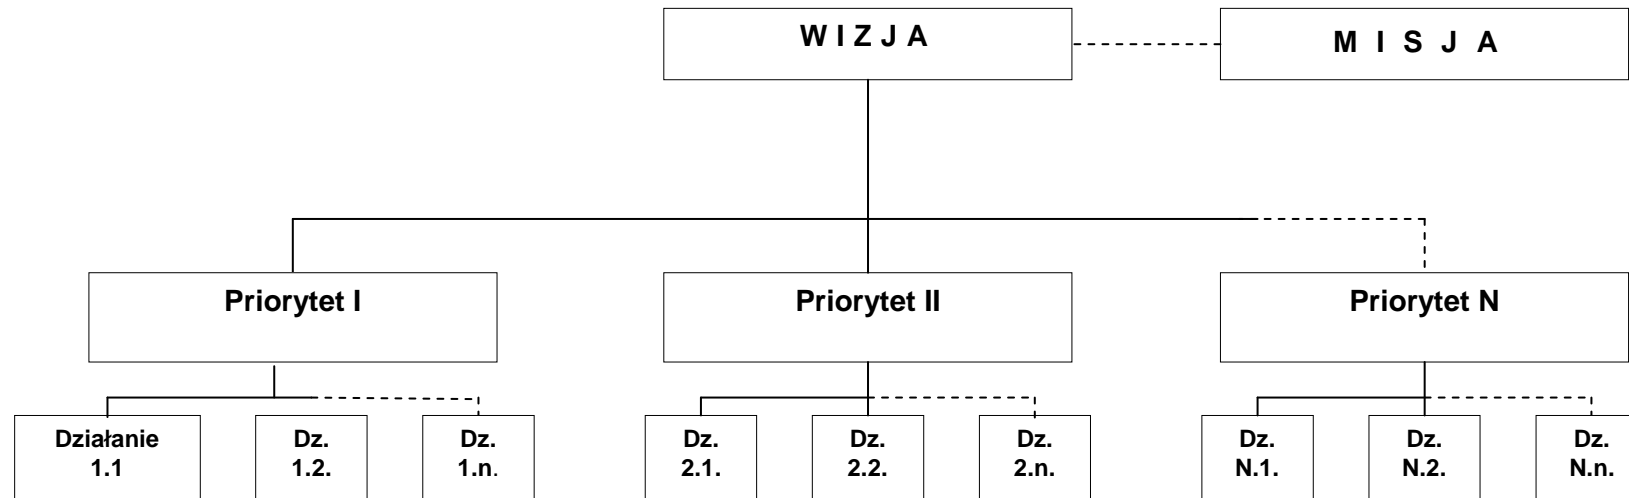 W I Z J A
M I S J A
Priorytet I
Priorytet II
Priorytet N
Działanie
1.1
Dz.
1.2.
Dz.
1.n.
Dz.
2.1.
Dz.
2.2.
Dz.
2.n.
Dz.
N.1.
Dz.
N.2.
Dz.
N.n.